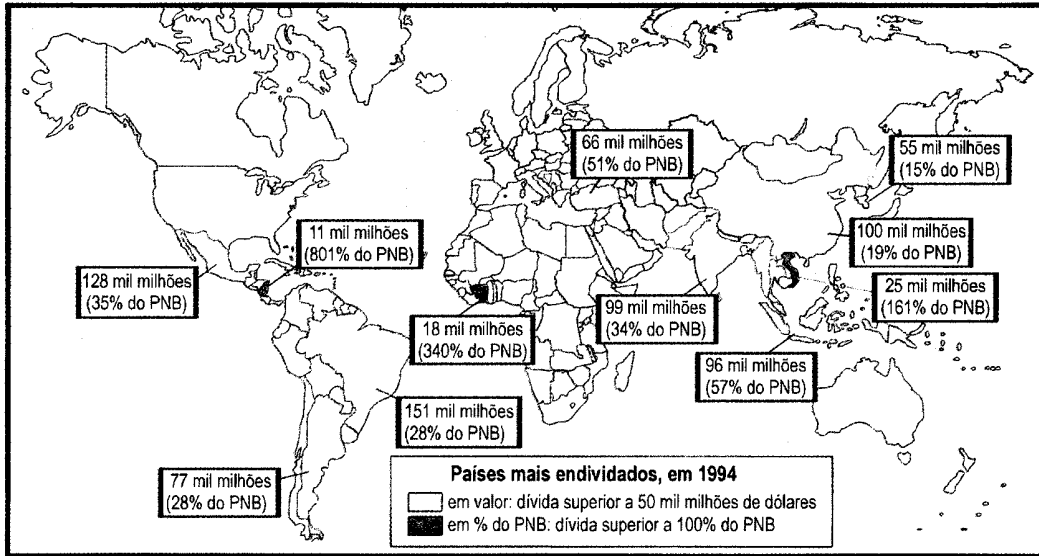 66 mil milhões
(51% do PNB)
55 mil milhões
(15% do PNB)
11 mil milhões
(801% do PNB)
100 mil milhões
(19% do PNB)
128 mil milhões
(35% do PNB)
25 mil milhões
(161% do PNB)
18 mil milhões
(340% do PNB)
99 mil milhões
(34% do PNB)
96 mil milhões
(57% do PNB)
151 mil milhões
(28% do PNB)
77 mil milhões
(28% do PNB)
Países mais endividados, em 1994
em valor: dívida superior a 50 mil milhões de dólares
em % do PNB: dívida superior a 100% do PNB